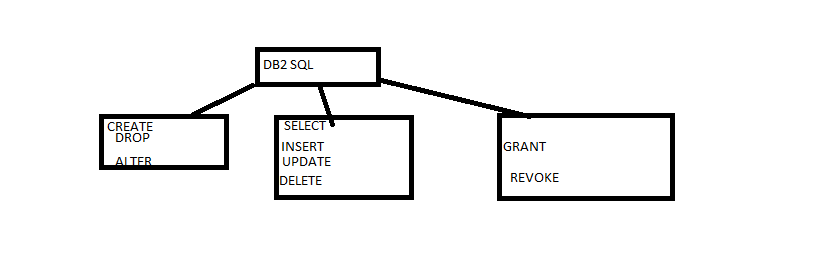 DB2 SQL
CREATE
DROP
ALTER
SELECT
INSERT
UPDATE
DELETE
GRANT
REVOKE